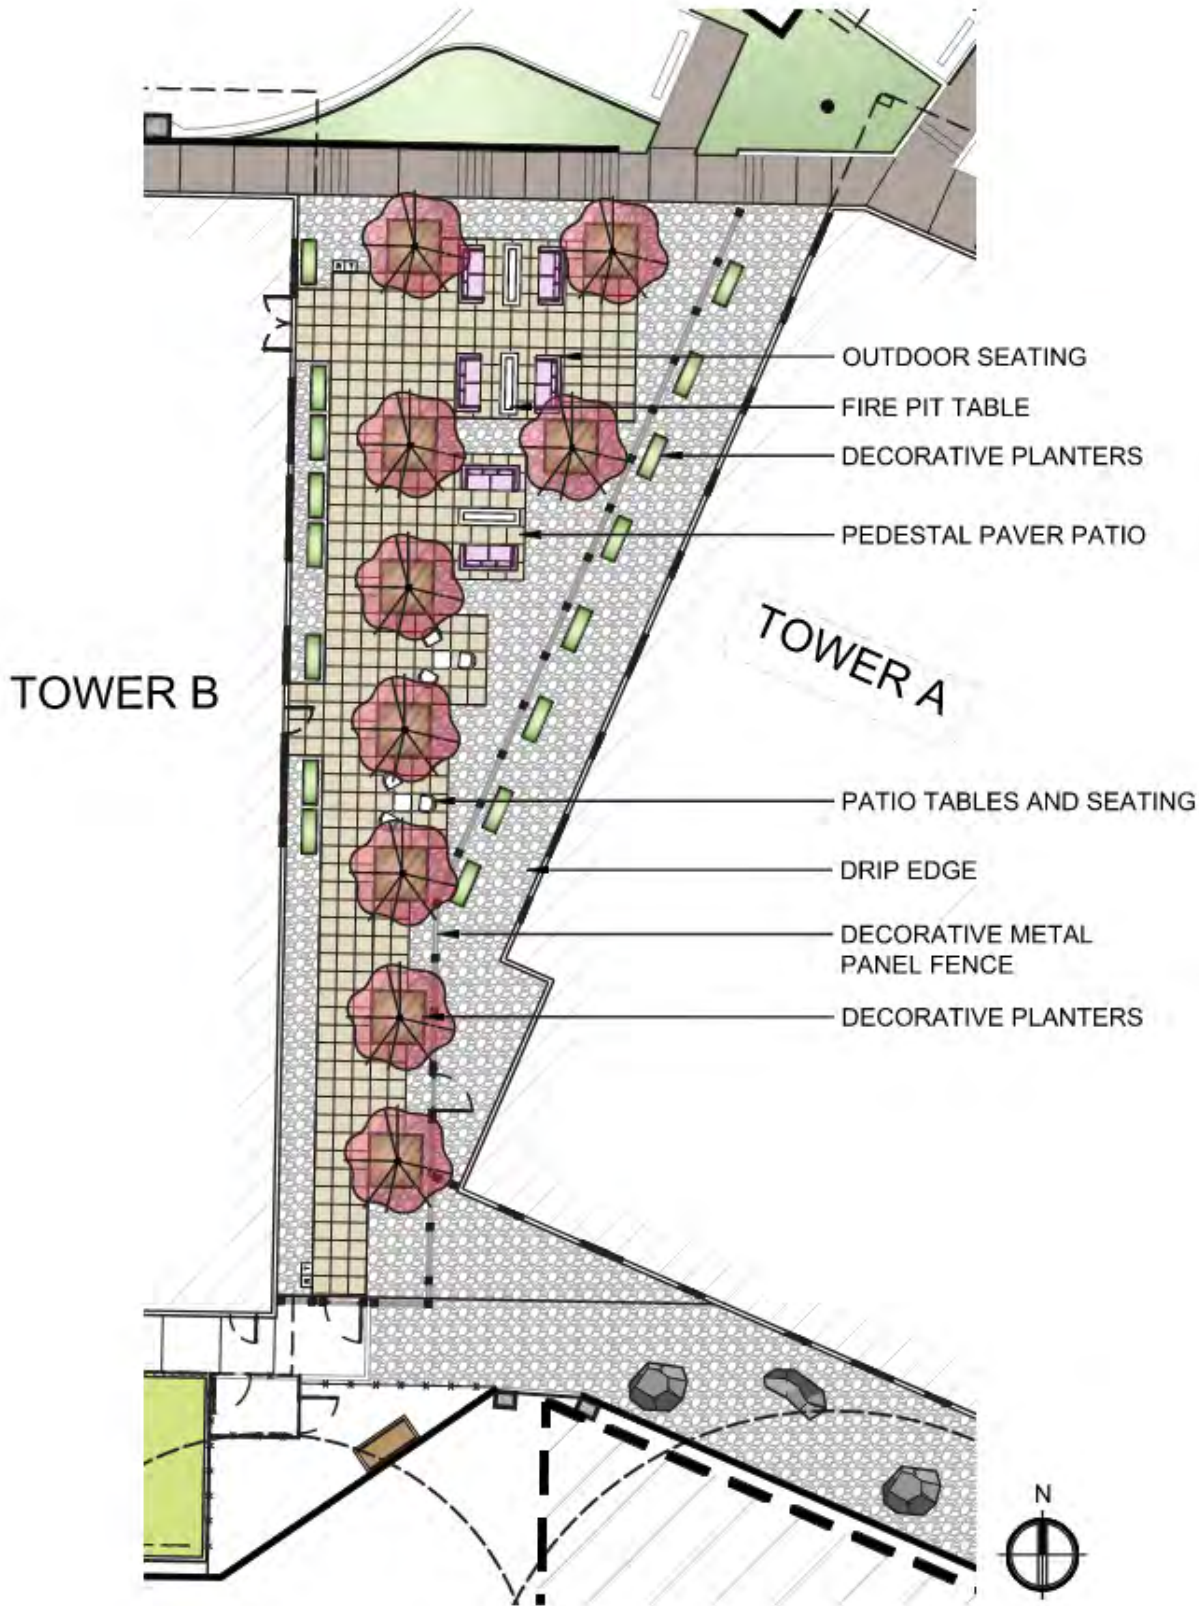 OUTDOOR SEATING
FIRE PIT TABLE
DECORATIVE PLANTERS
PEDESTAL PAVER PATIO
TOWER A
TOWER B
PATIO TABLES AND SEATING
DRIP EDGE
DECORATIVE METAL
PANEL FENCE
DECORATIVE PLANTERS
N